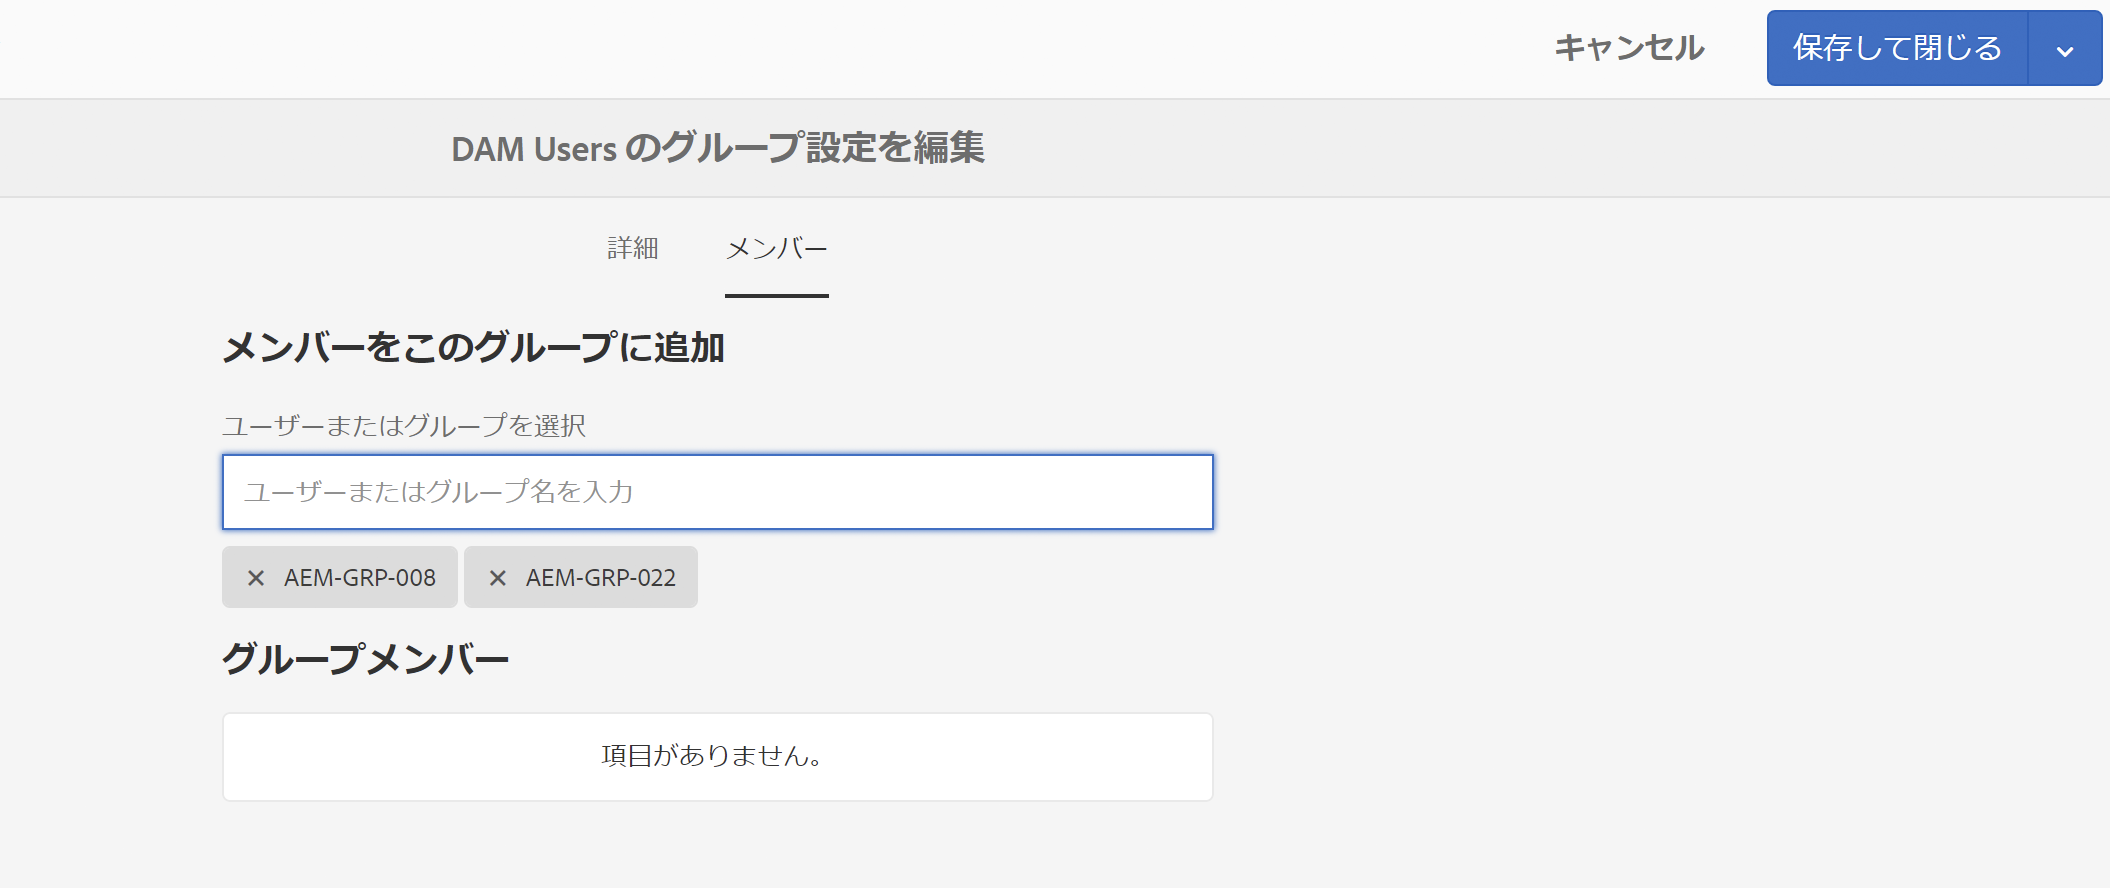 キャンセル
保存して閉じる
DAM Users のグループ設定を編集
詳細
メンバー
メンバーをこのグループに追加
ユーザーまたはグループを選択
ユーザーまたはグループ名を入力
AEM-GRP-008
AEM-GRP-022
グループメンバー
項目がありません。